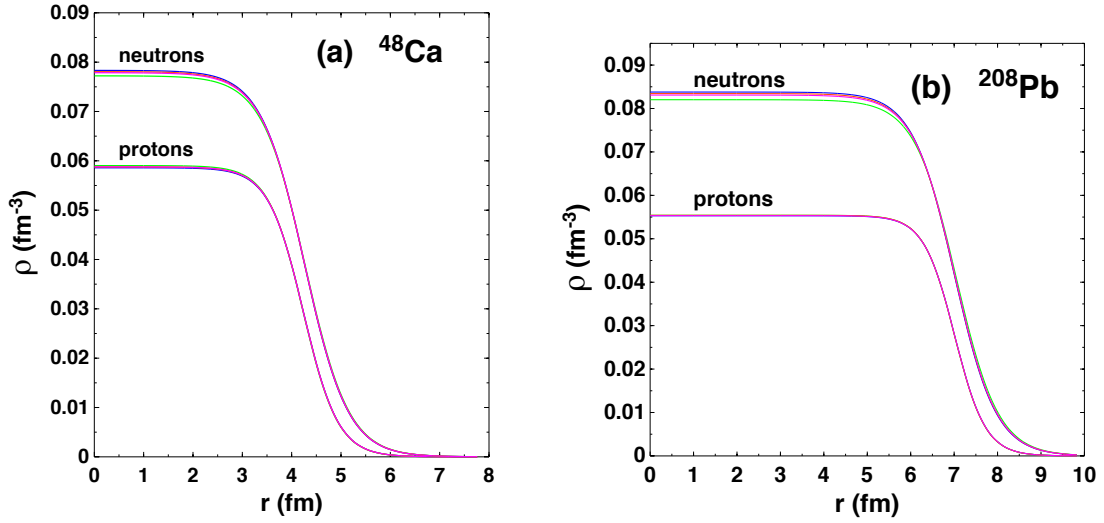 0.09
0.08
0.07
0.06
0.05
0.04
0.03
0.02
0.01
0
ρ (fm⁻³)
neutrons
(a) ⁴⁸Ca
protons
0 1 2 3 4 5 6 7 8
r (fm)
0.09
0.08
0.07
0.06
0.05
0.04
0.03
0.02
0.01
0
ρ (fm⁻³)
neutrons
(b) ²⁰⁸Pb
protons
0 1 2 3 4 5 6 7 8 9 10
r (fm)